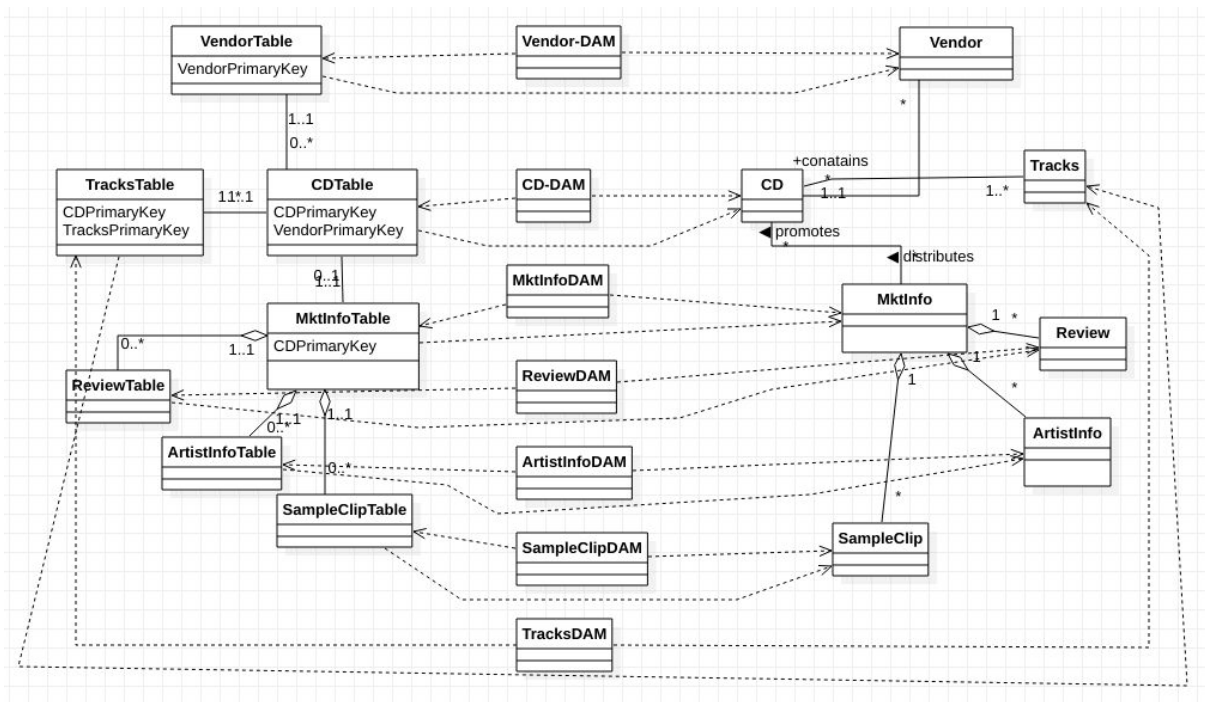 VendorTable
VendorPrimaryKey
Vendor-DAM
Vendor
1..1
0..*
*
TracksTable
CDPrimaryKey
TracksPrimaryKey
CDTable
CDPrimaryKey
VendorPrimaryKey
CD-DAM
+conatains
CD
*
1..1
1..*
Tracks
promotes
*
distributes
0..1
1..1
MktInfoDAM
MktInfo
MktInfoTable
CDPrimaryKey
0..*
1..1
1
*
Review
ReviewTable
ReviewDAM
1
1
*
1..1
0..*
1..1
ArtistInfoTable
0..*
ArtistInfoDAM
ArtistInfo
*
SampleClipTable
SampleClipDAM
SampleClip
TracksDAM